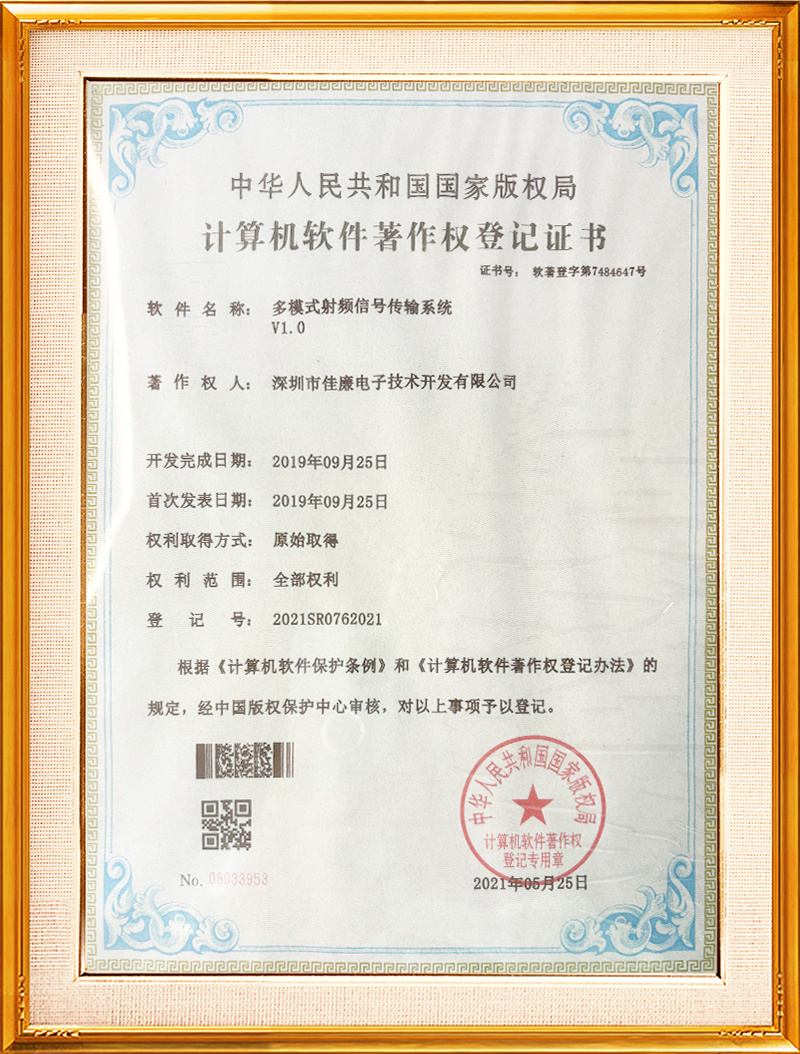 中华人民共和国国家版权局
计算机软件著作权登记证书
证书号: 软著登字第7484647号
软件名称: 多模式射频信号传输系统
V1.0
著作权人: 深圳市佳廉电子技术开发有限公司
开发完成日期: 2019年09月25日
首次发表日期: 2019年09月25日
权利取得方式: 原始取得
权利范围: 全部权利
登记号: 2021SR0762021
根据《计算机软件保护条例》和《计算机软件著作权登记办法》的
规定，经中国版权保护中心审核，对以上事项予以登记。
中华人民共和国国家版权局
计算机软件著作权
登记专用章
No. 08033953
2021年05月25日